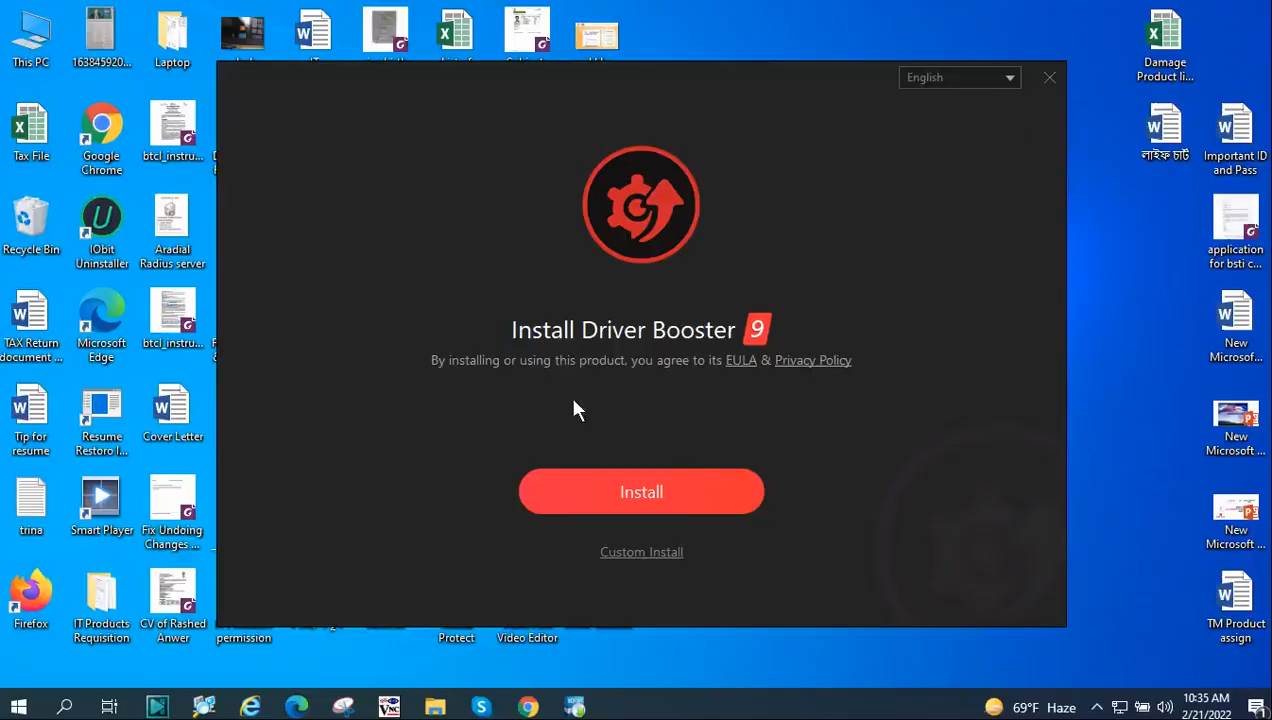 This PC
163845920...
Laptop
Tax File
Google
Chrome
btcl_instru...
Recycle Bin
IObit
Uninstaller
Aradial
Radius server
TAX Return
document ...
Microsoft
Edge
btcl_instru...
Tip for
resume
Resume
Restoro I...
Cover Letter
trina
Smart Player
Fix Undoing
Changes ...
Firefox
IT Products
Requisition
CV of Rashed
Anwer
permission
Protect
Video Editor
English
Install Driver Booster 9
By installing or using this product, you agree to its EULA & Privacy Policy
Install
Custom Install
Damage
Product li...
লাইফ চার্ট
Important ID
and Pass
application
for bsti c...
New
Microsof...
New
Microsoft ...
New
Microsoft ...
TM Product
assign
VNC
69°F Haze
10:35 AM
2/21/2022